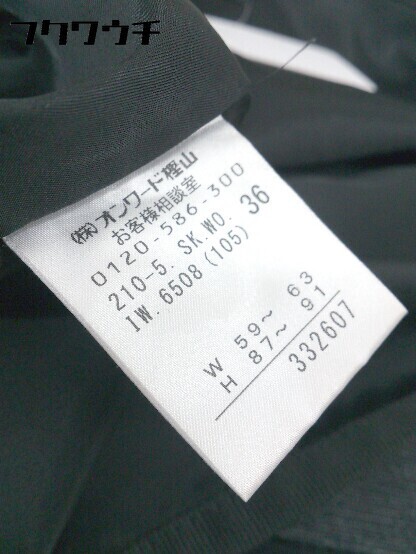 フクワウチ
(株)オンワード樫山
お客様相談室
0120-586-300
210-5. SK.WO. 36
IW.6508(105)
W 59～ 63
H 87～ 91
332607